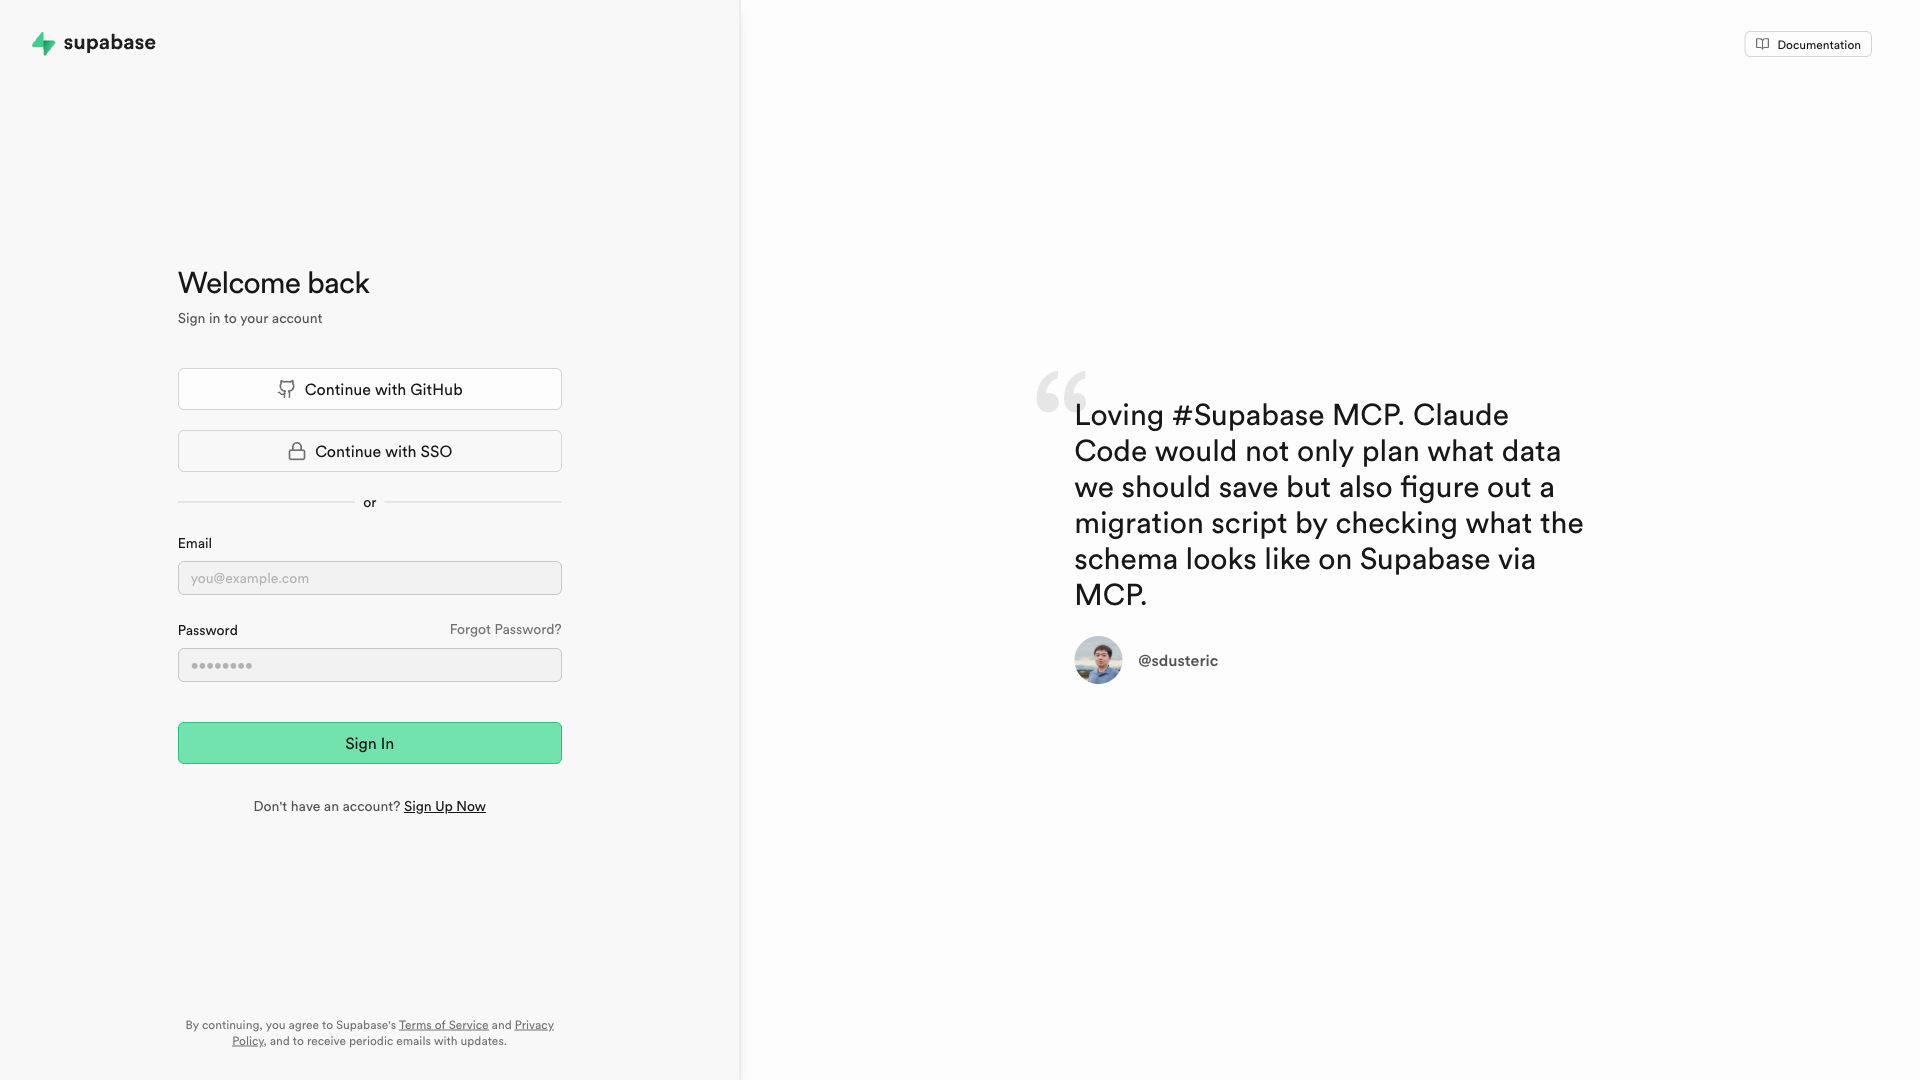 supabase
Documentation
Welcome back
Sign in to your account
Continue with GitHub
Continue with SSO
or
Email
you@example.com
Password
Forgot Password?
••••••••
Sign In
Don't have an account? Sign Up Now
By continuing, you agree to Supabase's Terms of Service and Privacy
Policy, and to receive periodic emails with updates.
“
Loving #Supabase MCP. Claude
Code would not only plan what data
we should save but also figure out a
migration script by checking what the
schema looks like on Supabase via
MCP.
@sdusteric